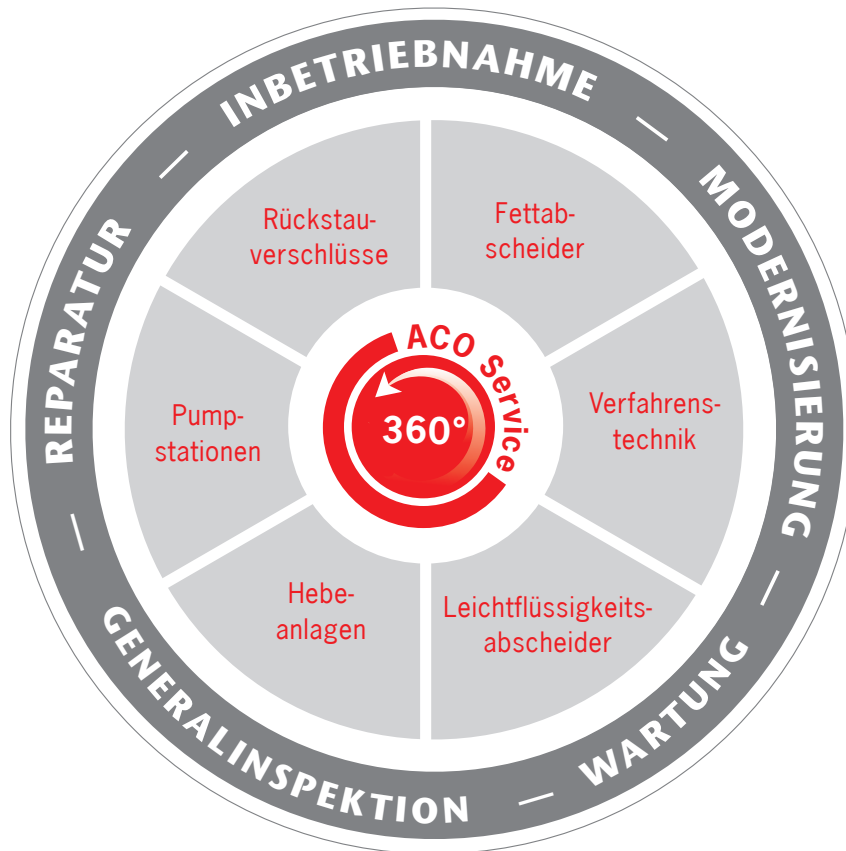 INBETRIEBNAHME — MODERNISIERUNG — WARTUNG — GENERALINSPEKTION — REPARATUR —
Fettab-
scheider
Verfahrens-
technik
Leichtflüssigkeits-
abscheider
Hebe-
anlagen
Pump-
stationen
Rückstau-
verschlüsse
ACO Service
360°